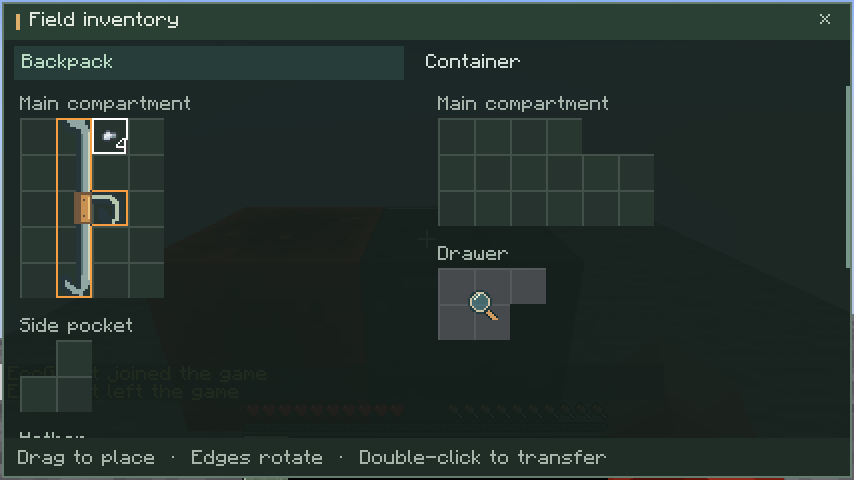 Field inventory
×
Backpack
Container
Main compartment
4
Main compartment
Drawer
Side pocket
joined the game
left the game
Drag to place · Edges rotate · Double-click to transfer